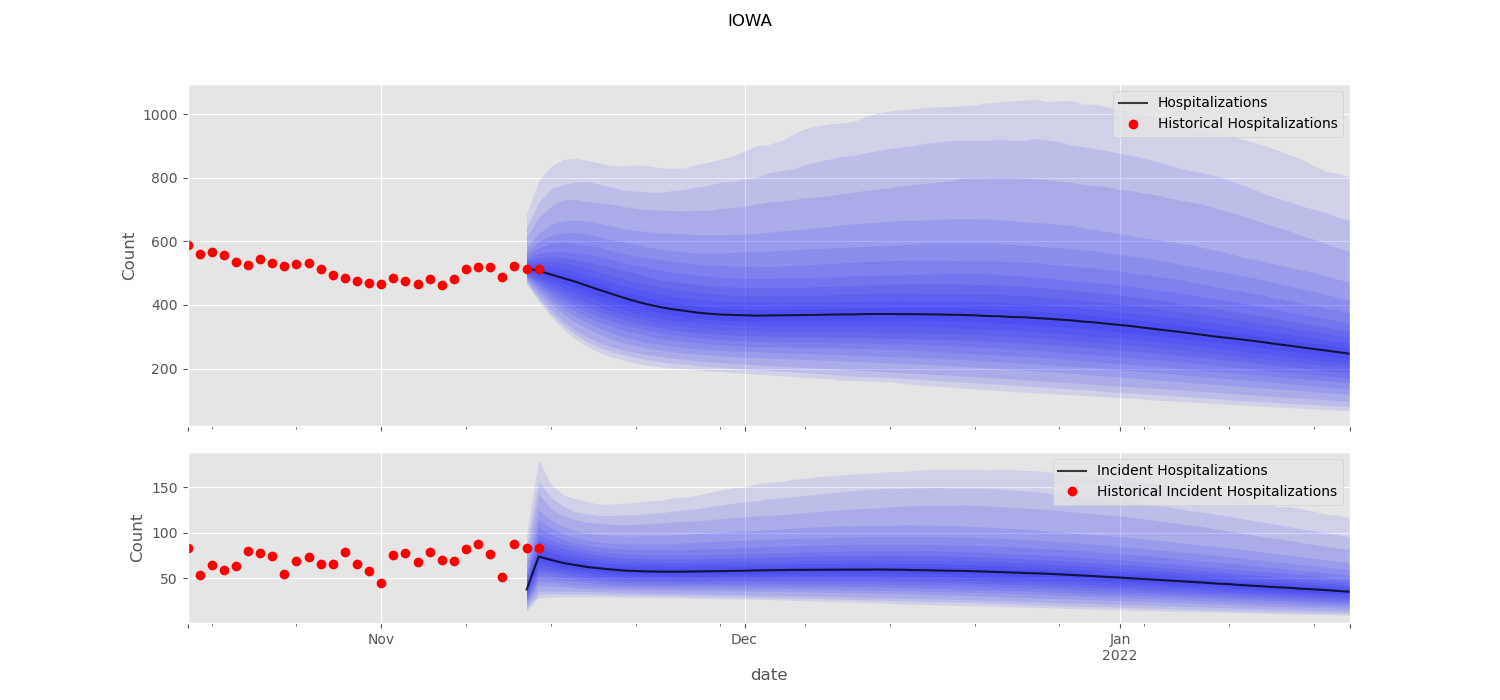 IOWA
1000
800
600
400
200
Count
Hospitalizations
Historical Hospitalizations
150
100
50
Count
Incident Hospitalizations
Historical Incident Hospitalizations
Nov
Dec
Jan
2022
date